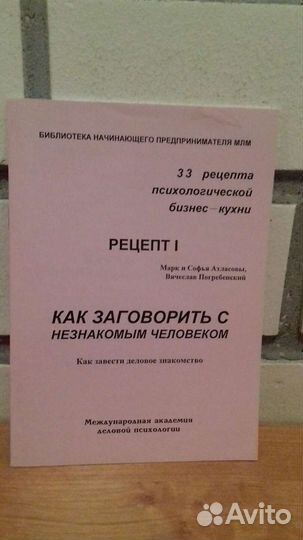 БИБЛИОТЕКА НАЧИНАЮЩЕГО ПРЕДПРИНИМАТЕЛЯ МЛМ
33 рецепта
психологической
бизнес-кухни
РЕЦЕПТ I
Марк и Софья Атласовы,
Вячеслав Погребенский
КАК ЗАГОВОРИТЬ С
НЕЗНАКОМЫМ ЧЕЛОВЕКОМ
Как завести деловое знакомство
Международная академия
деловой психологии
Avito